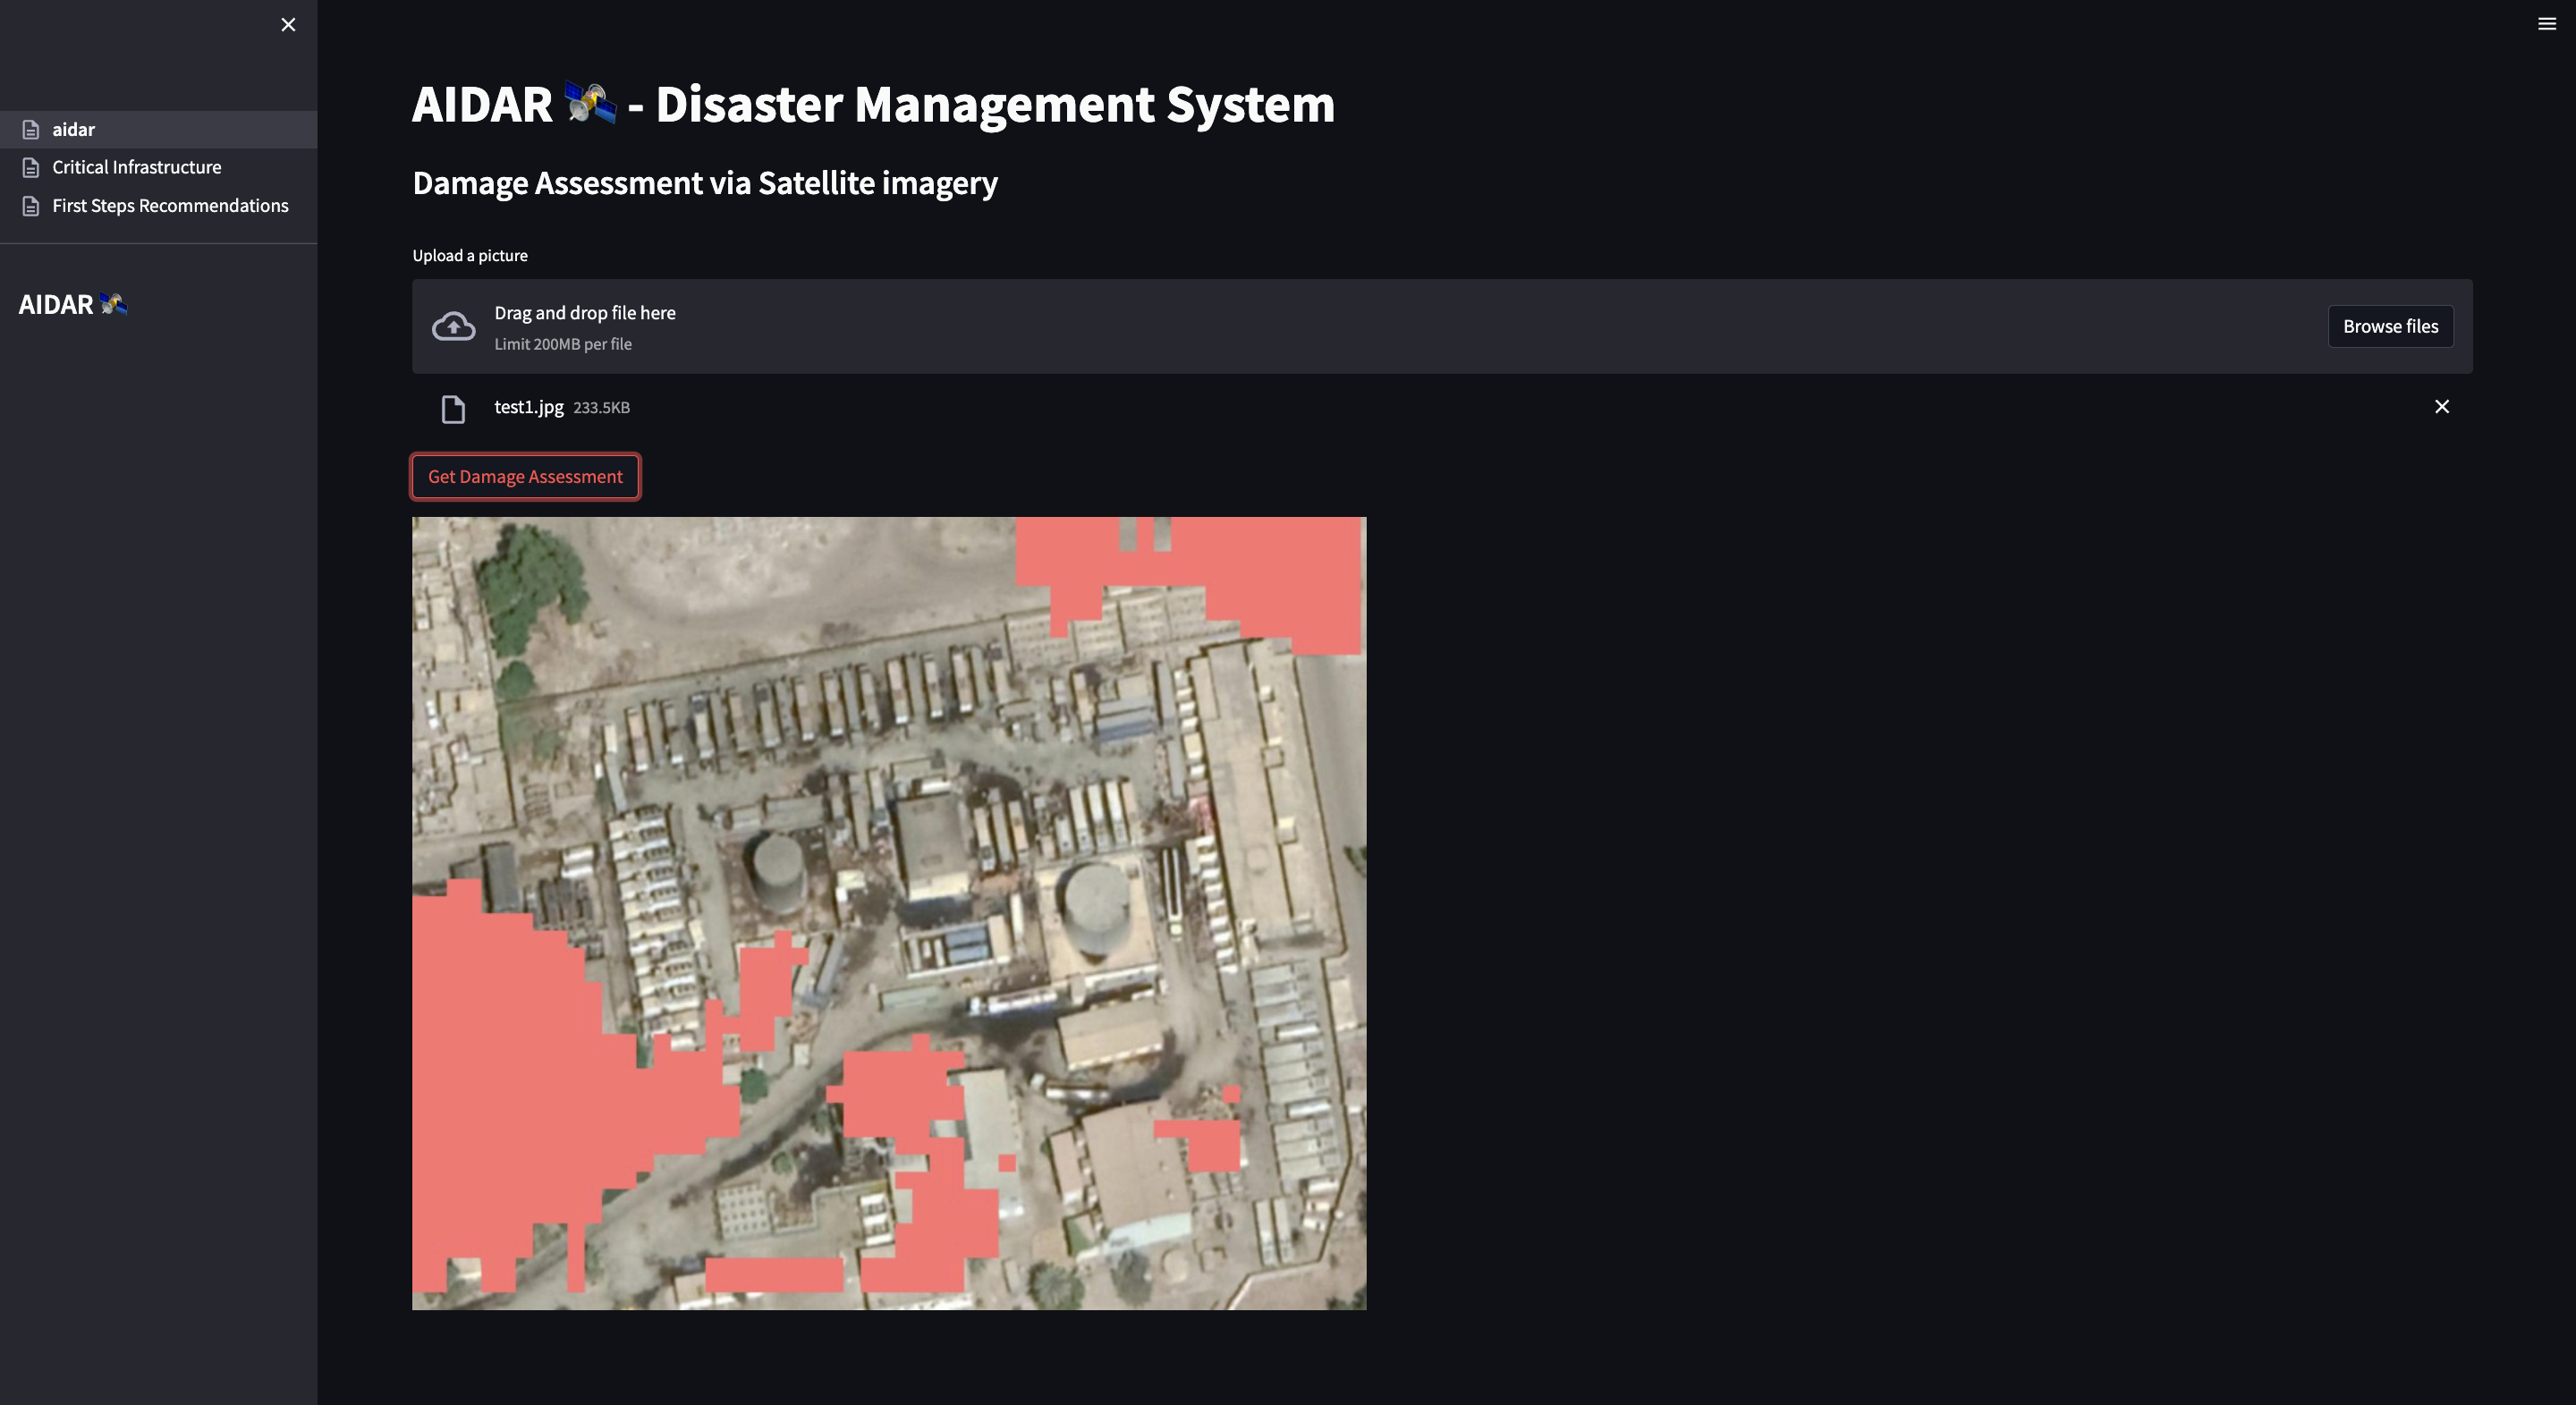 aidar
Critical Infrastructure
First Steps Recommendations
AIDAR 🛰
AIDAR 🛰 - Disaster Management System
Damage Assessment via Satellite imagery
Upload a picture
Drag and drop file here
Limit 200MB per file
Browse files
test1.jpg 233.5KB
Get Damage Assessment